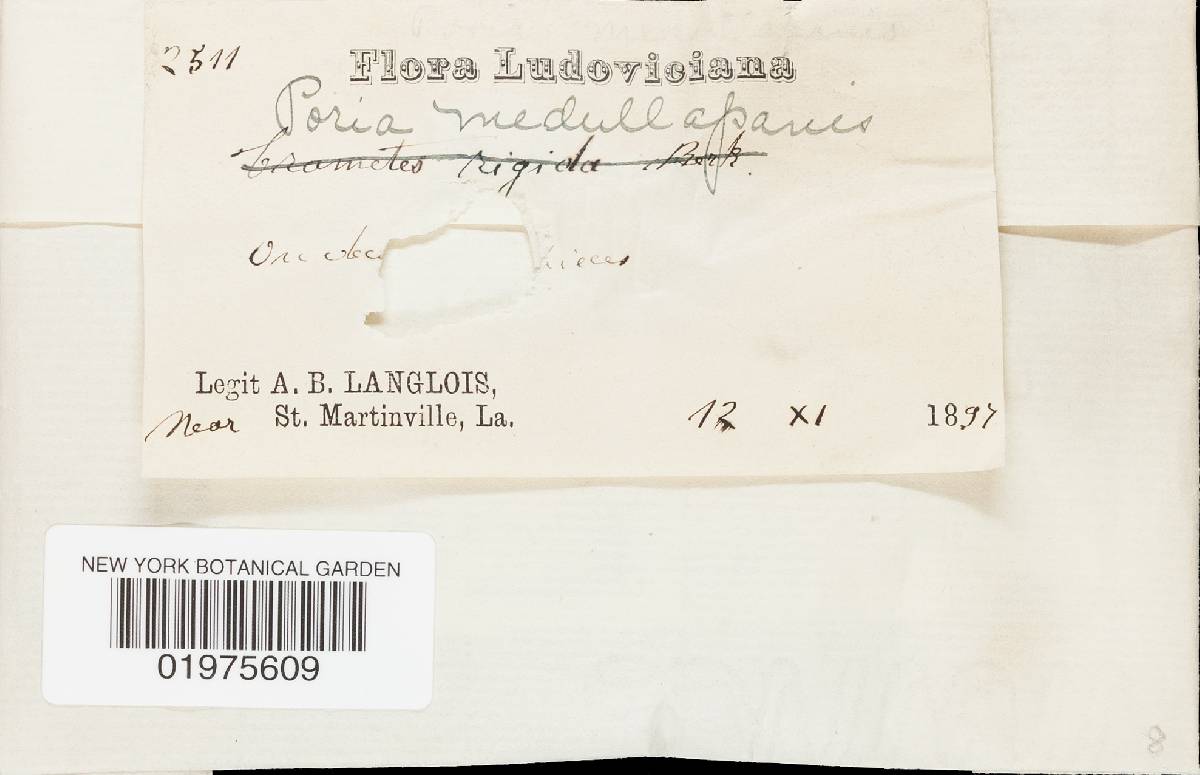 2511
Flora Ludoviciana
Poria medullapanis
Trametes rigida Berk.
On
Legit A. B. LANGLOIS,
Near St. Martinville, La. 12 XI 1897
NEW YORK BOTANICAL GARDEN
01975609
8